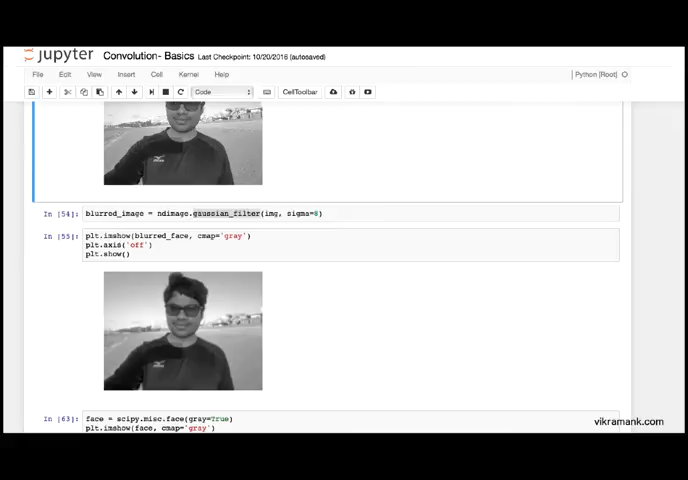 jupyter Convolution- Basics Last Checkpoint: 10/20/2016 (autosaved)
File Edit View Insert Cell Kernel Help Python [Root]
Code CellToolbar
In [54]: blurred_image = ndimage.gaussian_filter(img, sigma=8)
In [55]: plt.imshow(blurred_face, cmap='gray')
plt.axis('off')
plt.show()
In [63]: face = scipy.misc.face(gray=True)
plt.imshow(face, cmap='gray')
vikramank.com